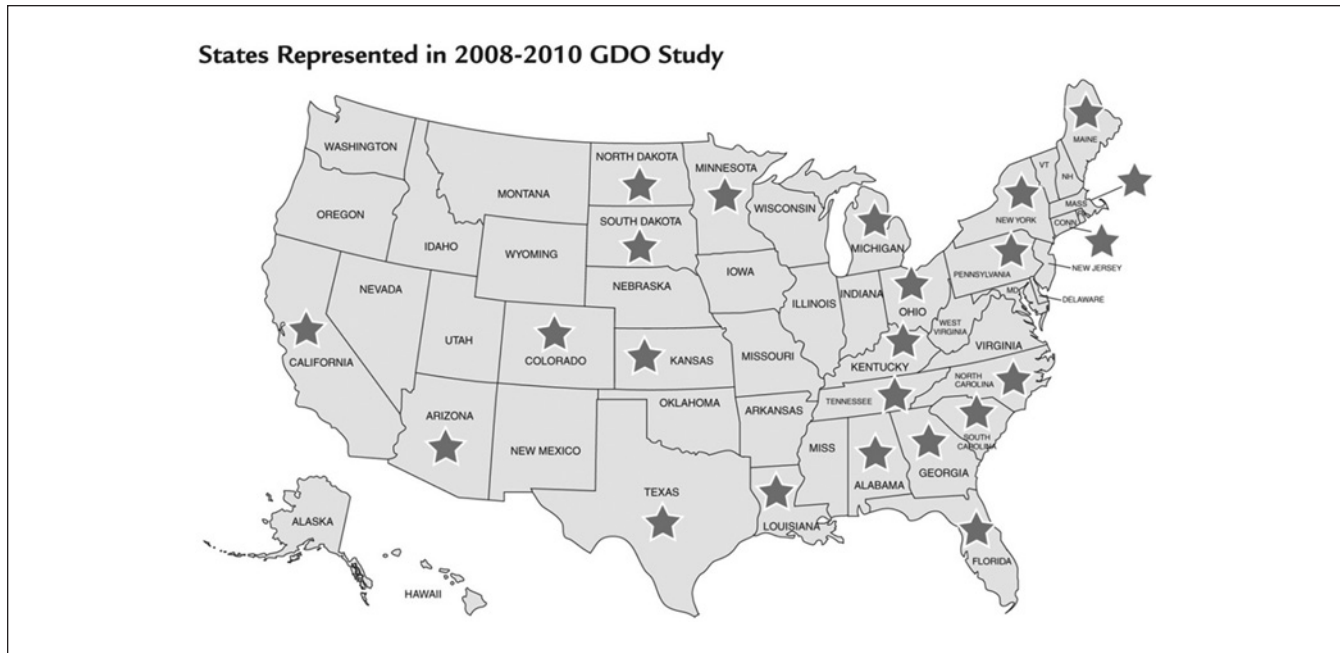 States Represented in 2008-2010 GDO Study
MAINE
WASHINGTON
NORTH DAKOTA
MINNESOTA
VT
NH
MONTANA
MASS
OREGON
WISCONSIN
NEW YORK
SOUTH DAKOTA
CONN
IDAHO
MICHIGAN
WYOMING
NEW JERSEY
IOWA
PENNSYLVANIA
NEVADA
NEBRASKA
MD
DELAWARE
ILLINOIS
INDIANA
OHIO
WEST
VIRGINIA
UTAH
VIRGINIA
CALIFORNIA
COLORADO
KANSAS
MISSOURI
KENTUCKY
NORTH
CAROLINA
TENNESSEE
OKLAHOMA
ARIZONA
ARKANSAS
SOUTH
CAROLINA
NEW MEXICO
MISS
GEORGIA
ALABAMA
TEXAS
ALASKA
LOUISIANA
FLORIDA
HAWAII